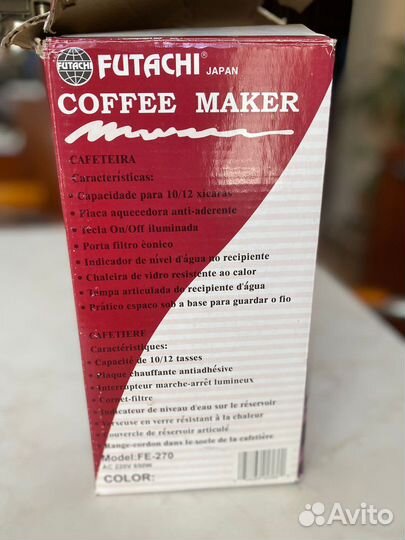 FUTACHI
FUTACHI® JAPAN
COFFEE MAKER
CAFETEIRA
Características:
• Capacidade para 10/12 xícaras
• Placa aquecedora anti-aderente
• Tecla On/Off iluminada
• Porta filtro cònico
• Indicador de nível d'água no recipiente
• Chaleira de vidro resistente ao calor
• Tampa articulada do recipiente d'água
• Prático espaço sob a base para guardar o fio
CAFETIERE
Caractéristiques:
• Capacité de 10/12 tasses
• Plaque chauffante antiadhésive
• Interrupteur marche-arrêt lumineux
• Cornet-filtre
• Indicateur de niveau d'eau sur le réservoir
• Verseuse en verre résistant à la chaleur
• Couvercle de réservoir articulé
• Range-cordon dans le socle de la cafetière
Model:FE-270
AC 220V 650W
COLOR:
Avito